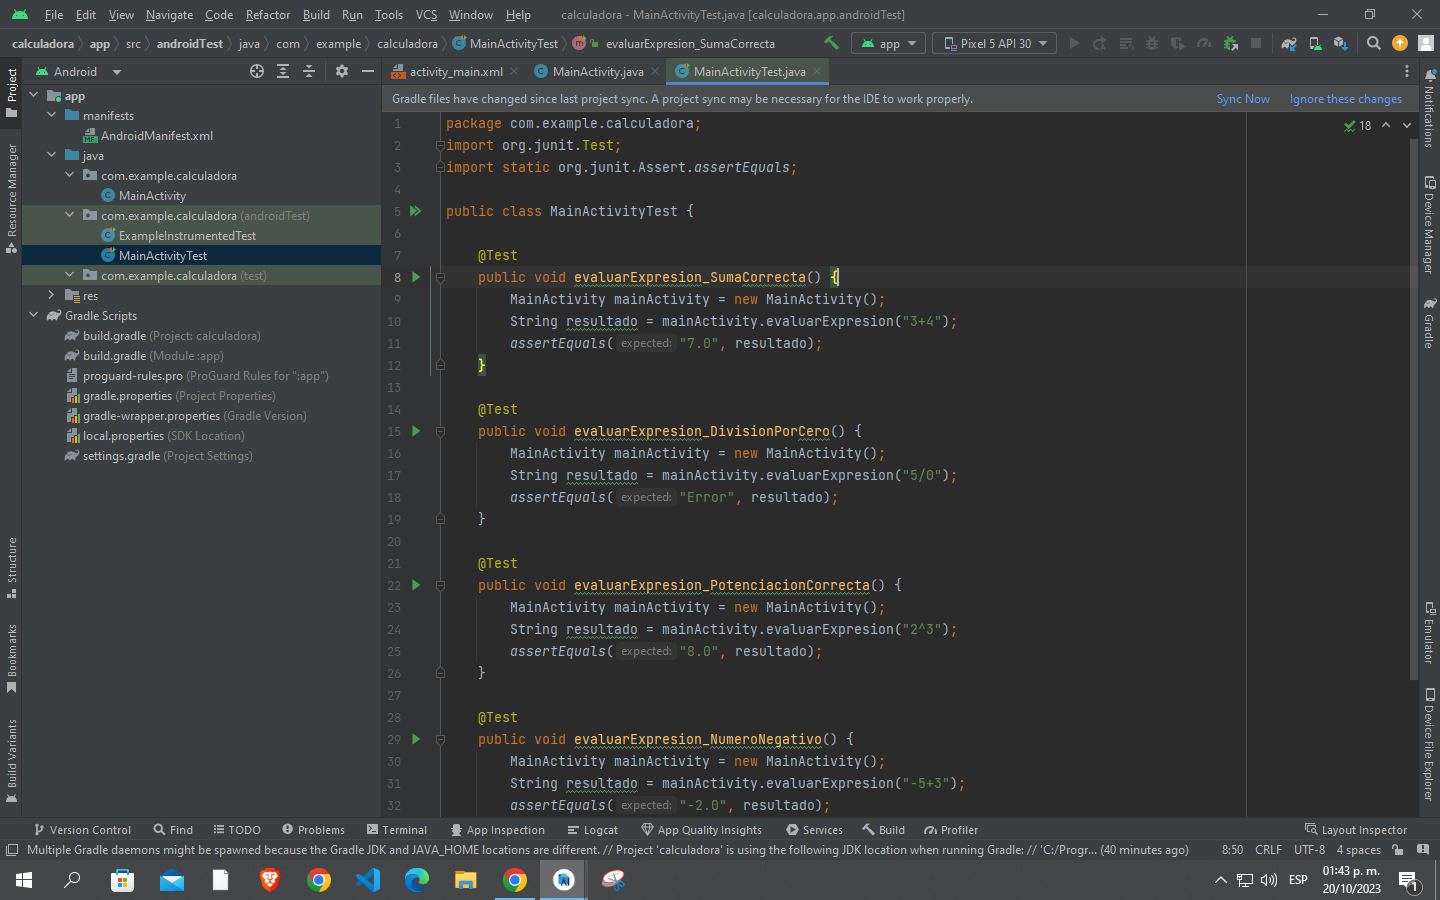 File Edit View Navigate Code Refactor Build Run Tools VCS Window Help calculadora - MainActivityTest.java [calculadora.app.androidTest]
calculadora app src androidTest java com example calculadora MainActivityTest evaluarExpresion_SumaCorrecta app Pixel 5 API 30
Android
activity_main.xml MainActivity.java MainActivityTest.java
Gradle files have changed since last project sync. A project sync may be necessary for the IDE to work properly. Sync Now Ignore these changes
Project
Resource Manager
Structure
Bookmarks
Build Variants
app
manifests
AndroidManifest.xml
java
com.example.calculadora
MainActivity
com.example.calculadora (androidTest)
ExampleInstrumentedTest
MainActivityTest
com.example.calculadora (test)
res
Gradle Scripts
build.gradle (Project: calculadora)
build.gradle (Module :app)
proguard-rules.pro (ProGuard Rules for ":app")
gradle.properties (Project Properties)
gradle-wrapper.properties (Gradle Version)
local.properties (SDK Location)
settings.gradle (Project Settings)
18
1 package com.example.calculadora;
2 import org.junit.Test;
3 import static org.junit.Assert.assertEquals;
4
5 public class MainActivityTest {
6
7 @Test
8 public void evaluarExpresion_SumaCorrecta() {
9 MainActivity mainActivity = new MainActivity();
10 String resultado = mainActivity.evaluarExpresion("3+4");
11 assertEquals( expected: "7.0", resultado);
12 }
13
14 @Test
15 public void evaluarExpresion_DivisionPorCero() {
16 MainActivity mainActivity = new MainActivity();
17 String resultado = mainActivity.evaluarExpresion("5/0");
18 assertEquals( expected: "Error", resultado);
19 }
20
21 @Test
22 public void evaluarExpresion_PotenciacionCorrecta() {
23 MainActivity mainActivity = new MainActivity();
24 String resultado = mainActivity.evaluarExpresion("2^3");
25 assertEquals( expected: "8.0", resultado);
26 }
27
28 @Test
29 public void evaluarExpresion_NumeroNegativo() {
30 MainActivity mainActivity = new MainActivity();
31 String resultado = mainActivity.evaluarExpresion("-5+3");
32 assertEquals( expected: "-2.0", resultado);
Notifications
Device Manager
Gradle
Emulator
Device File Explorer
Version Control Find TODO Problems Terminal App Inspection Logcat App Quality Insights Services Build Profiler Layout Inspector
Multiple Gradle daemons might be spawned because the Gradle JDK and JAVA_HOME locations are different. // Project 'calculadora' is using the following JDK location when running Gradle: // 'C:/Progr... (40 minutes ago) 8:50 CRLF UTF-8 4 spaces
ESP 01:43 p. m.
20/10/2023
1